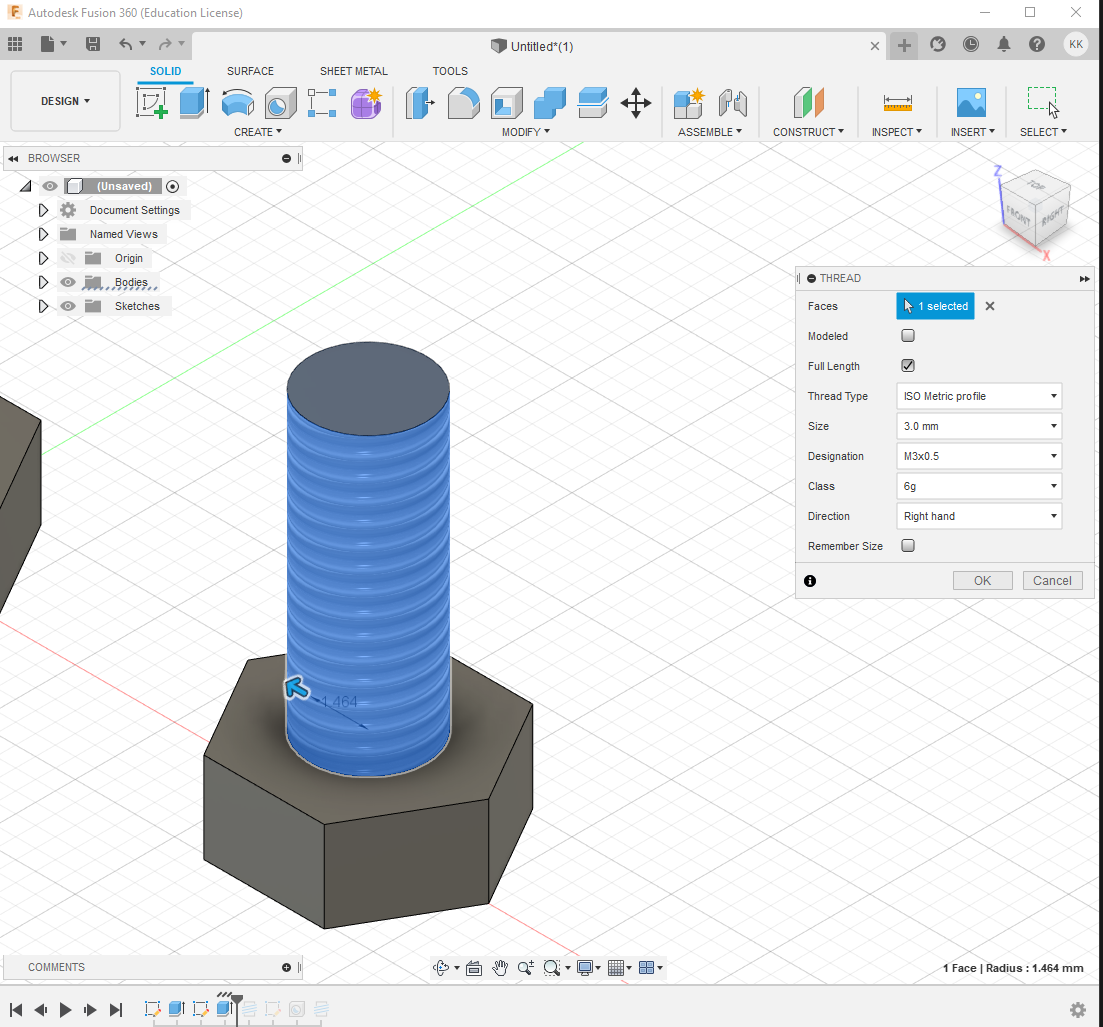 Autodesk Fusion 360 (Education License)
Untitled*(1)
KK
DESIGN
SOLID SURFACE SHEET METAL TOOLS
CREATE MODIFY ASSEMBLE CONSTRUCT INSPECT INSERT SELECT
BROWSER
(Unsaved)
Document Settings
Named Views
Origin
Bodies
Sketches
Z
TOP
FRONT
RIGHT
X
THREAD
Faces 1 selected
Modeled
Full Length
Thread Type ISO Metric profile
Size 3.0 mm
Designation M3x0.5
Class 6g
Direction Right hand
Remember Size
OK Cancel
1.464
COMMENTS
1 Face | Radius : 1.464 mm